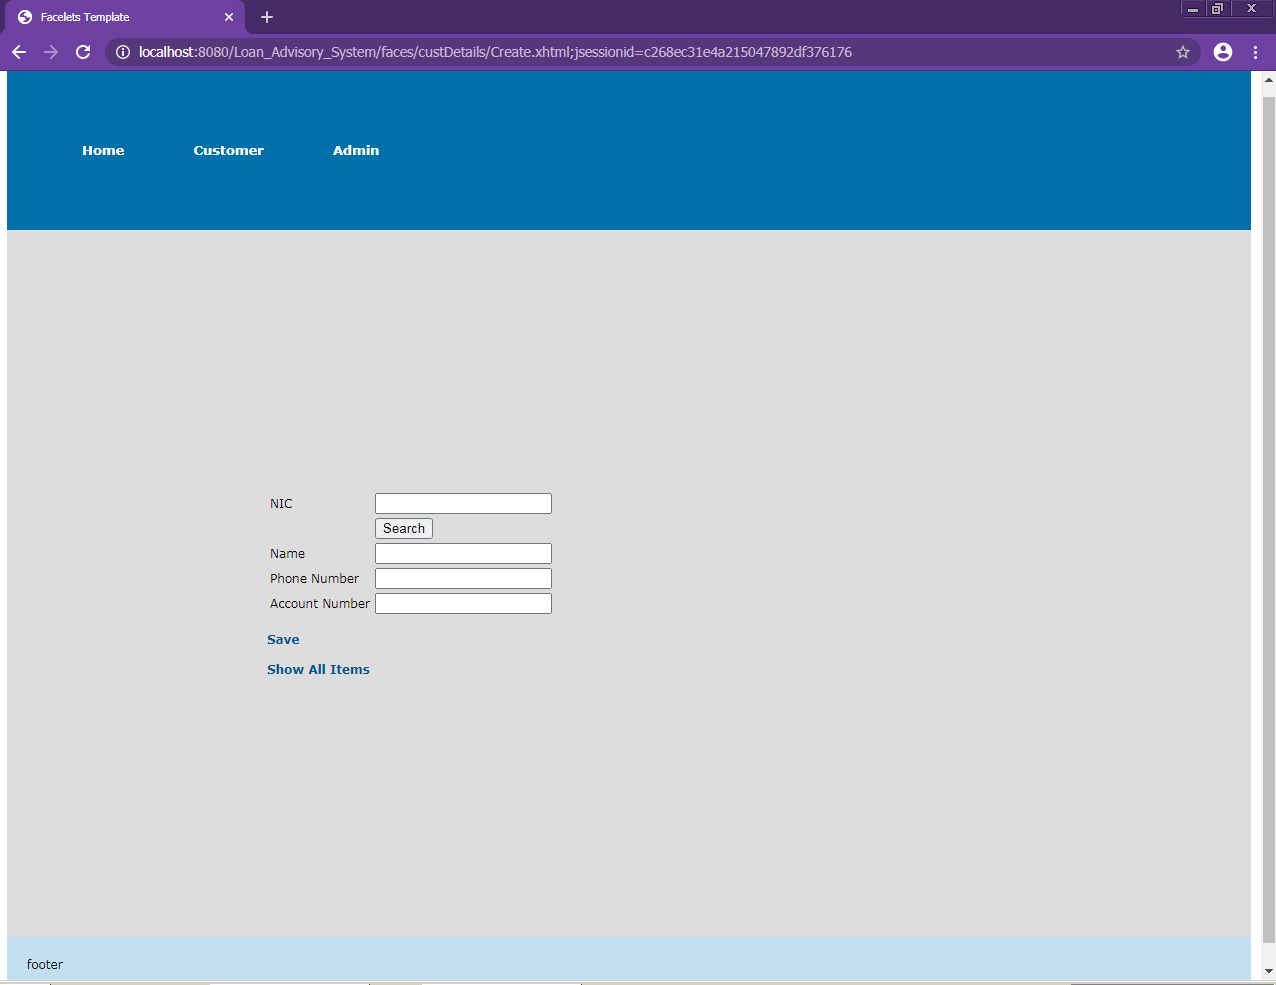 Facelets Template
localhost:8080/Loan_Advisory_System/faces/custDetails/Create.xhtml;jsessionid=c268ec31e4a215047892df376176
Home Customer Admin
NIC
Search
Name
Phone Number
Account Number
Save
Show All Items
footer